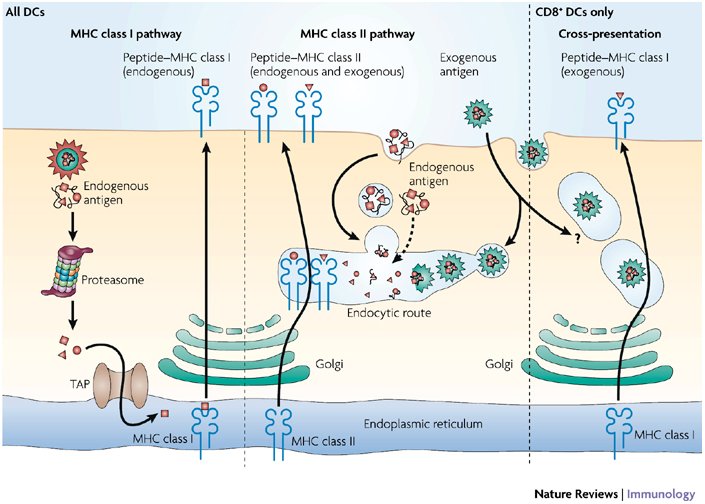 All DCs
CD8+ DCs only
MHC class I pathway
MHC class II pathway
Cross-presentation
Peptide–MHC class I
(endogenous)
Peptide–MHC class II
(endogenous and exogenous)
Exogenous
antigen
Peptide–MHC class I
(exogenous)
Endogenous
antigen
Endogenous
antigen
?
Proteasome
Endocytic route
Golgi
Golgi
TAP
MHC class I
MHC class II
Endoplasmic reticulum
MHC class I
Nature Reviews | Immunology